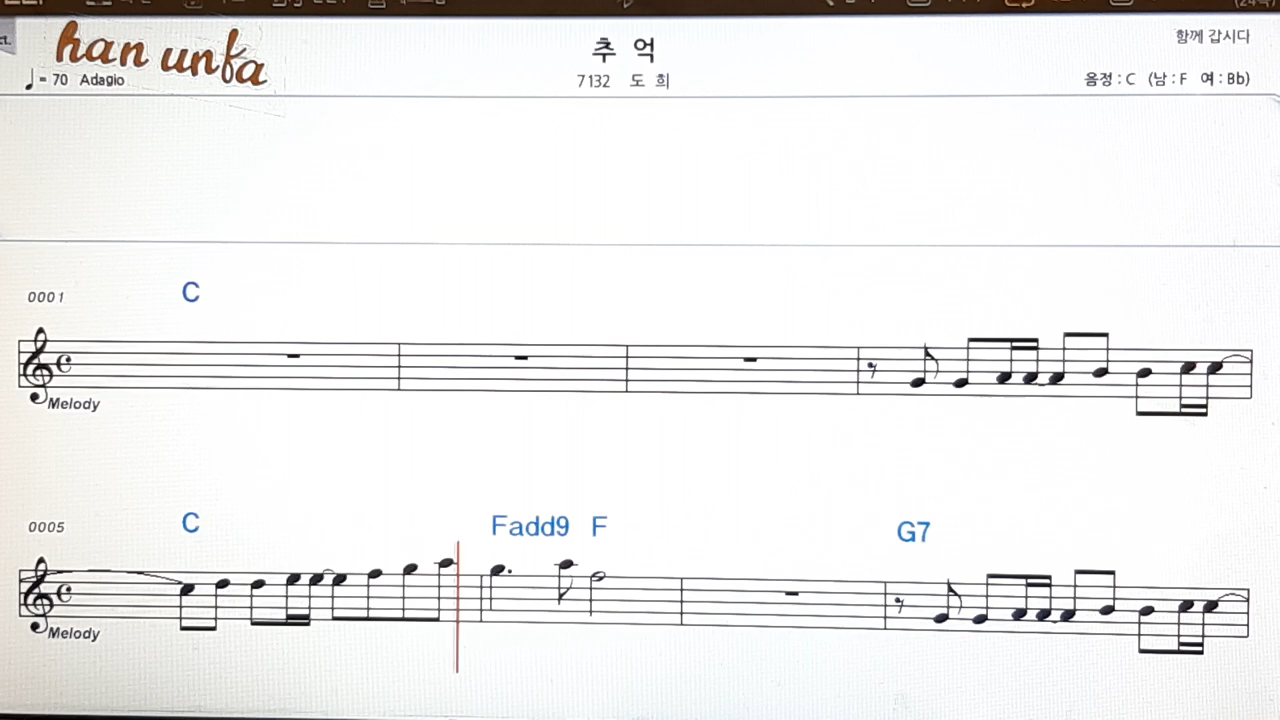 han unfa
추 억
함께 갑시다
♩ = 70 Adagio
7132 도 희
음정 : C (남 : F 여 : Bb)
0001
C
Melody
0005
C Fadd9 F G7
Melody